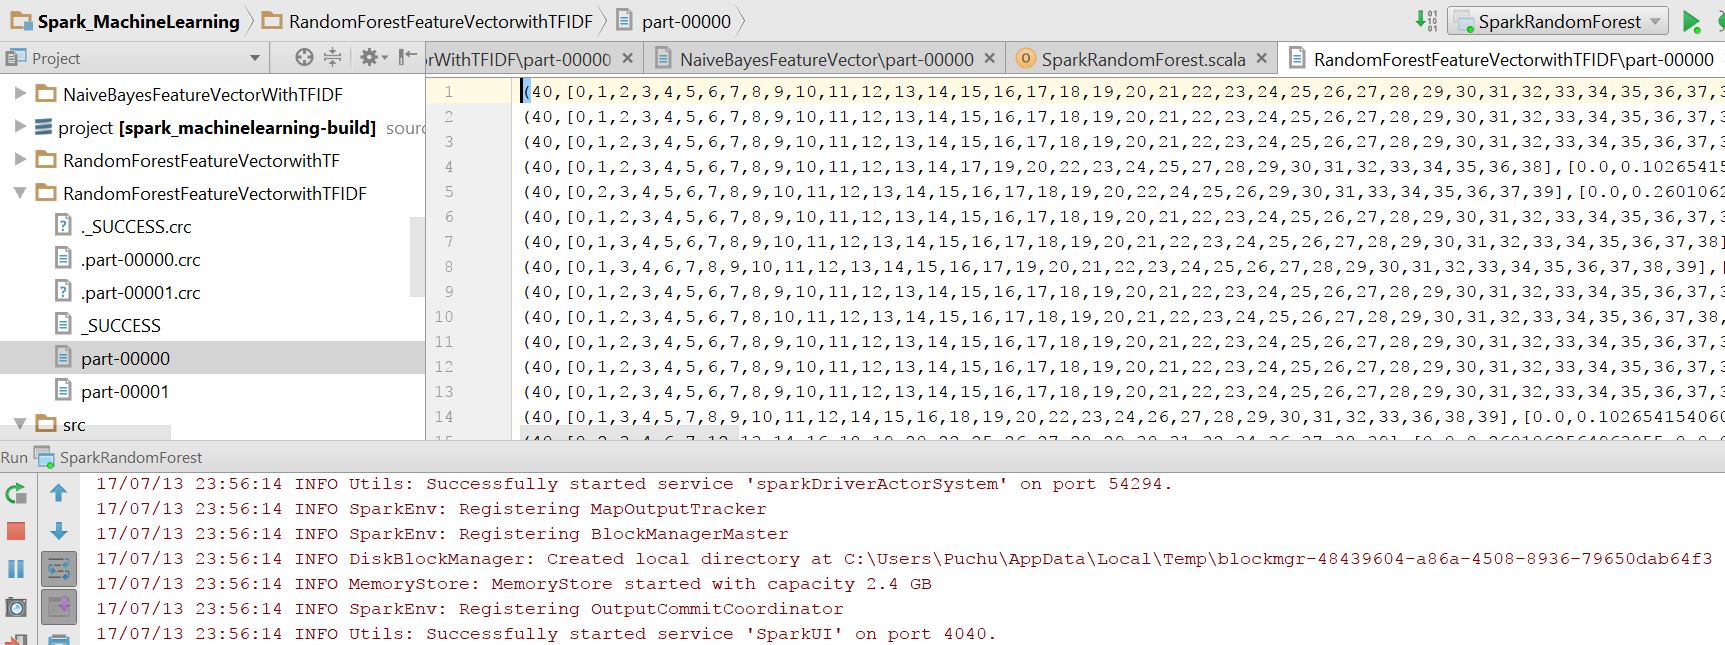 Spark_MachineLearning RandomForestFeatureVectorwithTFIDF part-00000 SparkRandomForest
Project
rWithTFIDF\part-00000 NaiveBayesFeatureVector\part-00000 SparkRandomForest.scala RandomForestFeatureVectorwithTFIDF\part-00000
NaiveBayesFeatureVectorWithTFIDF
project [spark_machinelearning-build] sourc
RandomForestFeatureVectorwithTF
RandomForestFeatureVectorwithTFIDF
._SUCCESS.crc
.part-00000.crc
.part-00001.crc
_SUCCESS
part-00000
part-00001
src
1 (40,[0,1,2,3,4,5,6,7,8,9,10,11,12,13,14,15,16,17,18,19,20,21,22,23,24,25,26,27,28,29,30,31,32,33,34,35,36,37,3
2 (40,[0,1,2,3,4,5,6,7,8,9,10,11,12,13,14,15,16,17,18,19,20,21,22,23,24,25,26,27,28,29,30,31,32,33,34,35,36,37,3
3 (40,[0,1,2,3,4,5,6,7,8,9,10,11,12,13,14,15,16,17,18,19,20,21,22,23,24,25,26,27,28,29,30,31,32,33,34,35,36,37,3
4 (40,[0,1,2,3,4,5,6,7,8,9,10,11,12,13,14,17,19,20,22,23,24,25,27,28,29,30,31,32,33,34,35,36,38],[0.0,0.10265415
5 (40,[0,2,3,4,5,6,7,8,9,10,11,12,13,14,15,16,17,18,19,20,22,24,25,26,29,30,31,33,34,35,36,37,39],[0.0,0.2601062
6 (40,[0,1,2,3,4,5,6,7,8,9,10,11,12,13,14,15,16,17,18,19,20,21,22,23,24,25,26,27,28,29,30,31,32,33,34,35,36,37,3
7 (40,[0,1,3,4,5,6,7,8,9,10,11,12,13,14,15,16,17,18,19,20,21,22,23,24,25,26,27,28,29,30,31,32,33,34,35,36,37,38]
8 (40,[0,1,3,4,6,7,8,9,10,11,12,13,14,15,16,17,19,20,21,22,23,24,25,26,27,28,29,30,31,32,33,34,35,36,37,38,39],[
9 (40,[0,1,2,3,4,5,6,7,8,9,10,11,12,13,14,15,16,17,18,19,20,21,22,23,24,25,26,27,28,29,30,31,32,33,34,35,36,37,3
10 (40,[0,1,2,3,4,5,6,7,8,10,11,12,13,14,15,16,17,18,19,20,21,22,23,24,25,26,27,28,29,30,31,32,33,34,35,36,37,38,
11 (40,[0,1,2,3,4,5,6,7,8,9,10,11,12,13,14,15,16,17,18,19,20,21,22,23,24,25,26,27,28,29,30,31,32,33,34,35,36,37,3
12 (40,[0,1,2,3,4,5,6,7,8,9,10,11,12,13,14,15,16,17,18,19,20,21,22,23,24,25,26,27,28,29,30,31,32,33,34,35,36,37,3
13 (40,[0,1,2,3,4,5,6,7,8,9,10,11,12,13,14,15,16,17,18,19,20,21,22,23,24,25,26,27,28,29,30,31,32,33,34,35,36,37,3
14 (40,[0,1,3,4,5,7,8,9,10,11,12,14,15,16,18,19,20,22,23,24,26,27,28,29,30,31,32,33,36,38,39],[0.0,0.102654154060
Run SparkRandomForest
17/07/13 23:56:14 INFO Utils: Successfully started service 'sparkDriverActorSystem' on port 54294.
17/07/13 23:56:14 INFO SparkEnv: Registering MapOutputTracker
17/07/13 23:56:14 INFO SparkEnv: Registering BlockManagerMaster
17/07/13 23:56:14 INFO DiskBlockManager: Created local directory at C:\Users\Puchu\AppData\Local\Temp\blockmgr-48439604-a86a-4508-8936-79650dab64f3
17/07/13 23:56:14 INFO MemoryStore: MemoryStore started with capacity 2.4 GB
17/07/13 23:56:14 INFO SparkEnv: Registering OutputCommitCoordinator
17/07/13 23:56:14 INFO Utils: Successfully started service 'SparkUI' on port 4040.